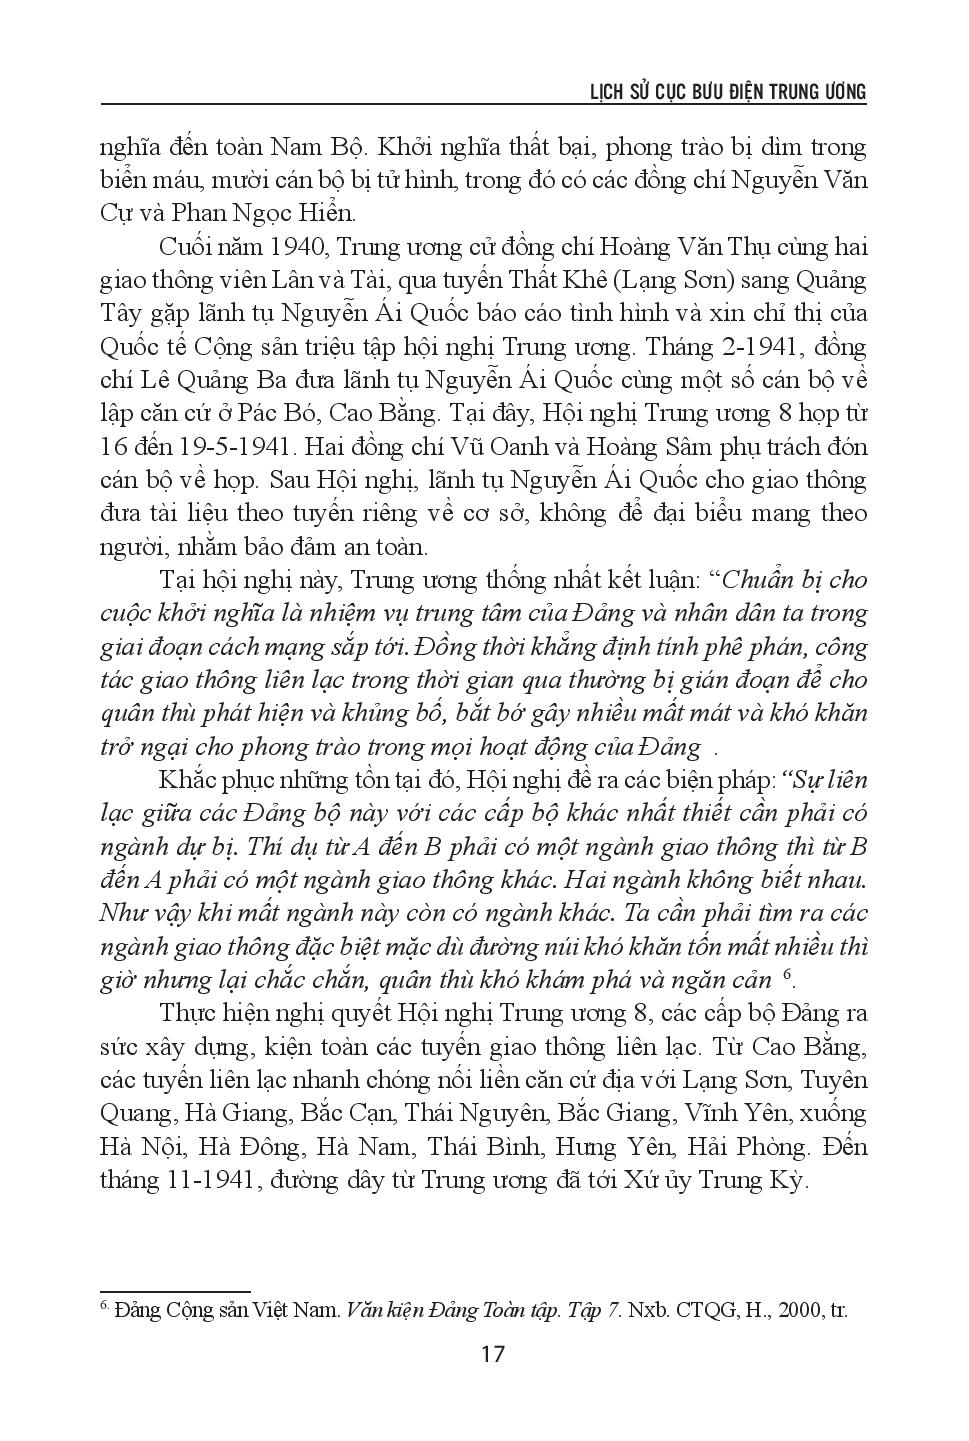 LỊCH SỬ CỤC BƯU ĐIỆN TRUNG ƯƠNG
nghĩa đến toàn Nam Bộ. Khởi nghĩa thất bại, phong trào bị dìm trong
biển máu, mười cán bộ bị tử hình, trong đó có các đồng chí Nguyễn Văn
Cự và Phan Ngọc Hiển.
Cuối năm 1940, Trung ương cử đồng chí Hoàng Văn Thụ cùng hai
giao thông viên Lân và Tài, qua tuyến Thất Khê (Lạng Sơn) sang Quảng
Tây gặp lãnh tụ Nguyễn Ái Quốc báo cáo tình hình và xin chỉ thị của
Quốc tế Cộng sản triệu tập hội nghị Trung ương. Tháng 2-1941, đồng
chí Lê Quảng Ba đưa lãnh tụ Nguyễn Ái Quốc cùng một số cán bộ về
lập căn cứ ở Pác Bó, Cao Bằng. Tại đây, Hội nghị Trung ương 8 họp từ
16 đến 19-5-1941. Hai đồng chí Vũ Oanh và Hoàng Sâm phụ trách đón
cán bộ về họp. Sau Hội nghị, lãnh tụ Nguyễn Ái Quốc cho giao thông
đưa tài liệu theo tuyến riêng về cơ sở, không để đại biểu mang theo
người, nhằm bảo đảm an toàn.
Tại hội nghị này, Trung ương thống nhất kết luận: “Chuẩn bị cho
cuộc khởi nghĩa là nhiệm vụ trung tâm của Đảng và nhân dân ta trong
giai đoạn cách mạng sắp tới. Đồng thời khẳng định tính phê phán, công
tác giao thông liên lạc trong thời gian qua thường bị gián đoạn để cho
quân thù phát hiện và khủng bố, bắt bớ gây nhiều mất mát và khó khăn
trở ngại cho phong trào trong mọi hoạt động của Đảng .
Khắc phục những tồn tại đó, Hội nghị đề ra các biện pháp: “Sự liên
lạc giữa các Đảng bộ này với các cấp bộ khác nhất thiết cần phải có
ngành dự bị. Thí dụ từ A đến B phải có một ngành giao thông thì từ B
đến A phải có một ngành giao thông khác. Hai ngành không biết nhau.
Như vậy khi mất ngành này còn có ngành khác. Ta cần phải tìm ra các
ngành giao thông đặc biệt mặc dù đường núi khó khăn tốn mất nhiều thì
giờ nhưng lại chắc chắn, quân thù khó khám phá và ngăn cản 6.
Thực hiện nghị quyết Hội nghị Trung ương 8, các cấp bộ Đảng ra
sức xây dựng, kiện toàn các tuyến giao thông liên lạc. Từ Cao Bằng,
các tuyến liên lạc nhanh chóng nối liền căn cứ địa với Lạng Sơn, Tuyên
Quang, Hà Giang, Bắc Cạn, Thái Nguyên, Bắc Giang, Vĩnh Yên, xuống
Hà Nội, Hà Đông, Hà Nam, Thái Bình, Hưng Yên, Hải Phòng. Đến
tháng 11-1941, đường dây từ Trung ương đã tới Xứ ủy Trung Kỳ.
6. Đảng Cộng sản Việt Nam. Văn kiện Đảng Toàn tập. Tập 7. Nxb. CTQG, H., 2000, tr.
17